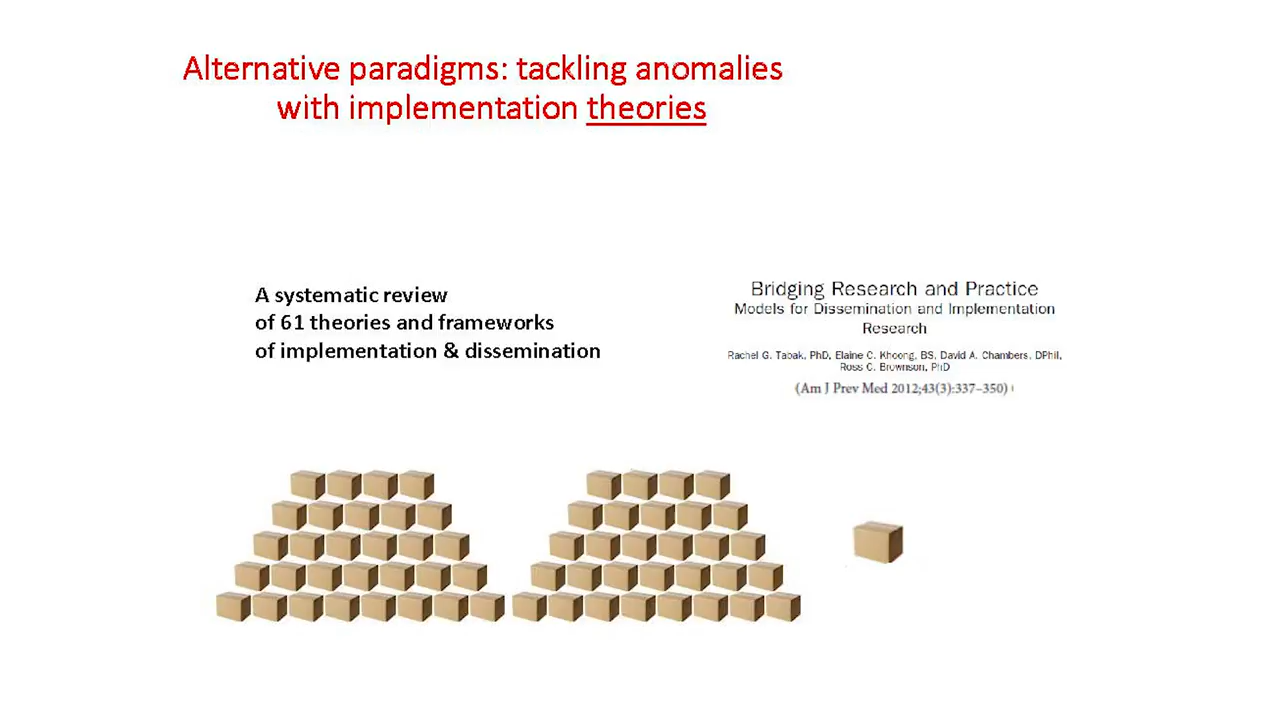 Alternative paradigms: tackling anomalies
with implementation theories
A systematic review
of 61 theories and frameworks
of implementation & dissemination
Bridging Research and Practice
Models for Dissemination and Implementation
Research
Rachel G. Tabak, PhD, Elaine C. Khoong, BS, David A. Chambers, DPhil,
Ross C. Brownson, PhD
(Am J Prev Med 2012;43(3):337–350)